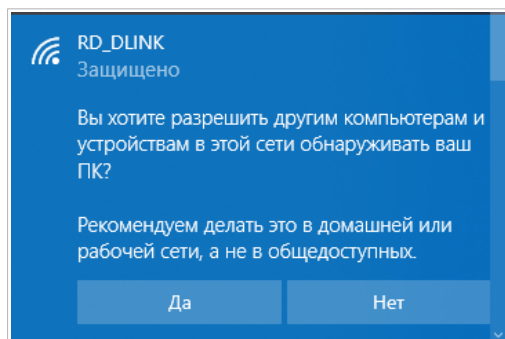 RD_DLINK
Защищено
Вы хотите разрешить другим компьютерам и
устройствам в этой сети обнаруживать ваш
ПК?
Рекомендуем делать это в домашней или
рабочей сети, а не в общедоступных.
Да
Нет